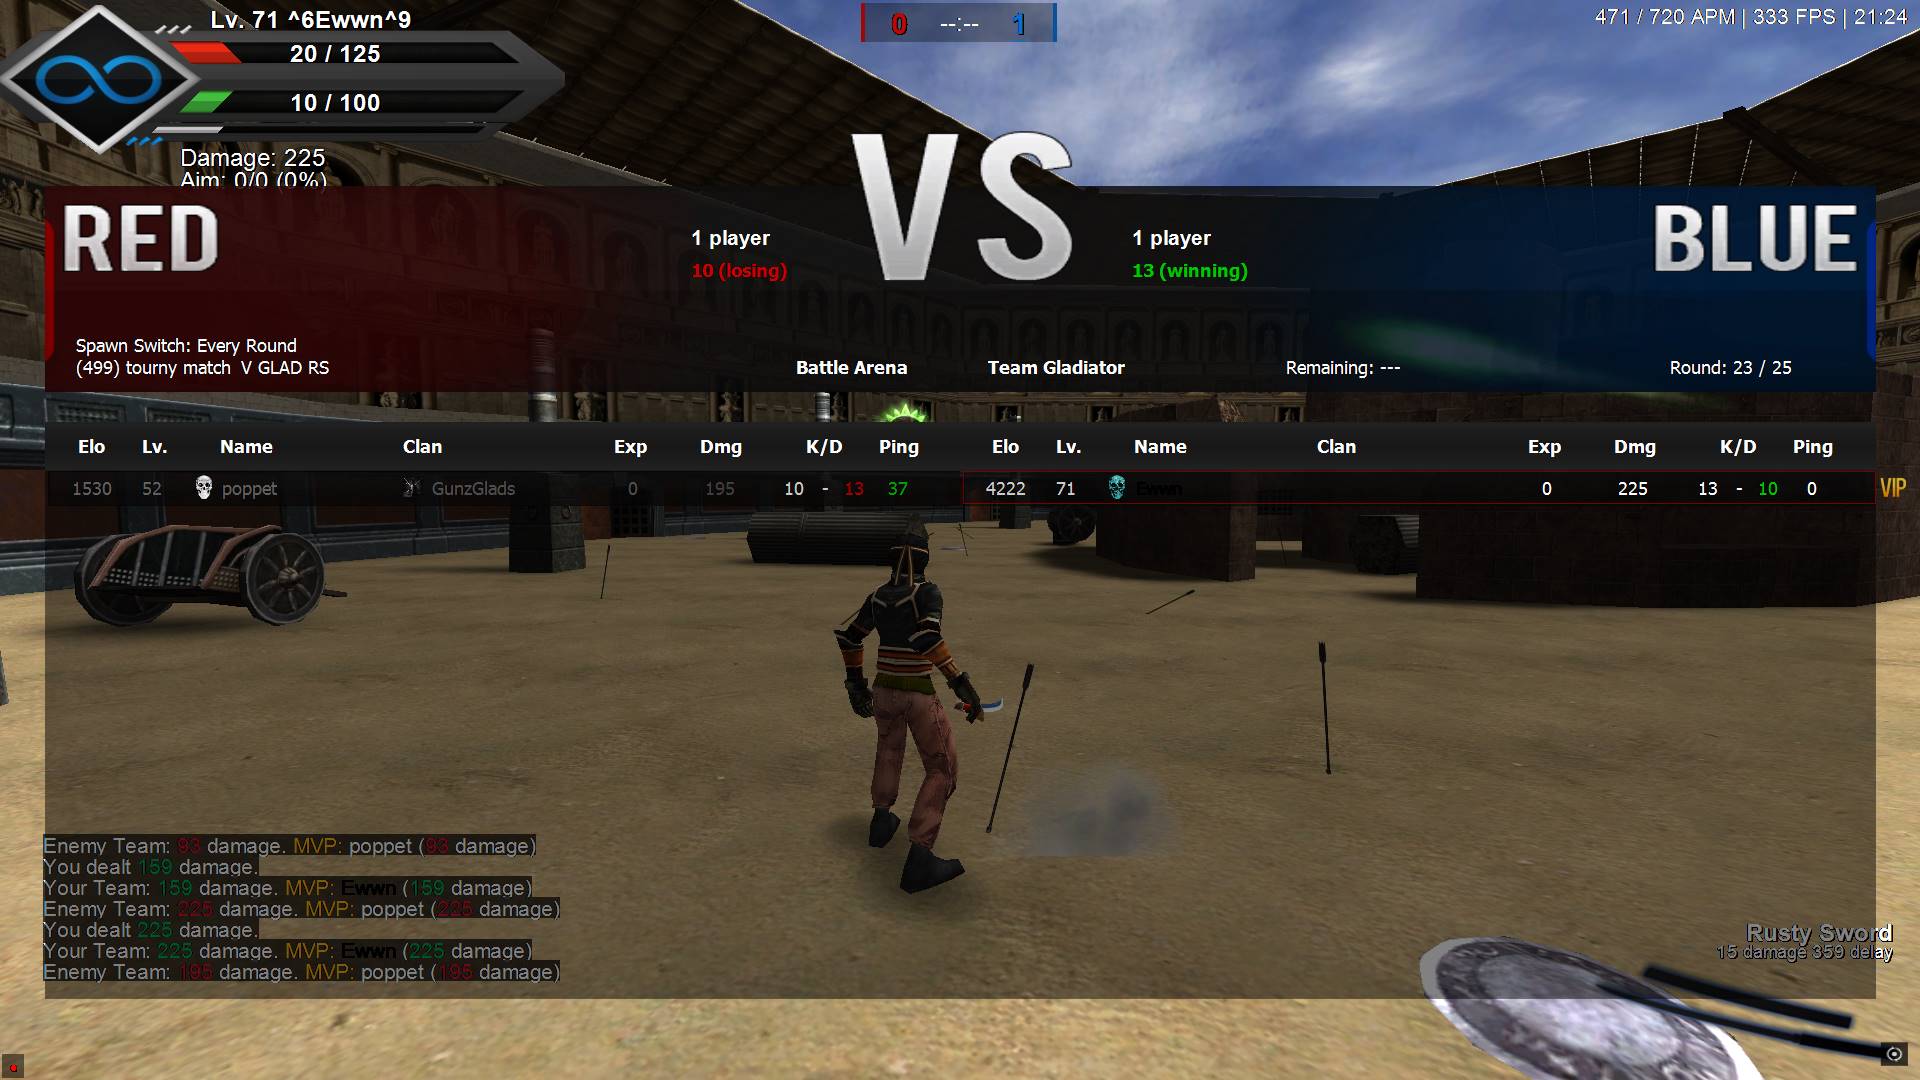 Lv. 71 ^6Ewwn^9
20 / 125
10 / 100
Damage: 225
Aim: 0/0 (0%)
0 --:-- 1
471 / 720 APM | 333 FPS | 21:24
RED
VS
BLUE
1 player
10 (losing)
1 player
13 (winning)
Spawn Switch: Every Round
(499) tourny match V GLAD RS
Battle Arena
Team Gladiator
Remaining: ---
Round: 23 / 25
Elo Lv. Name Clan Exp Dmg K/D Ping
1530 52 poppet GunzGlads 0 195 10 - 13 37
Elo Lv. Name Clan Exp Dmg K/D Ping
4222 71 Ewwn 0 225 13 - 10 0 VIP
Enemy Team: 93 damage. MVP: poppet (93 damage)
You dealt 159 damage.
Your Team: 159 damage. MVP: Ewwn (159 damage)
Enemy Team: 225 damage. MVP: poppet (225 damage)
You dealt 225 damage.
Your Team: 225 damage. MVP: Ewwn (225 damage)
Enemy Team: 195 damage. MVP: poppet (195 damage)
Rusty Sword
15 damage 359 delay